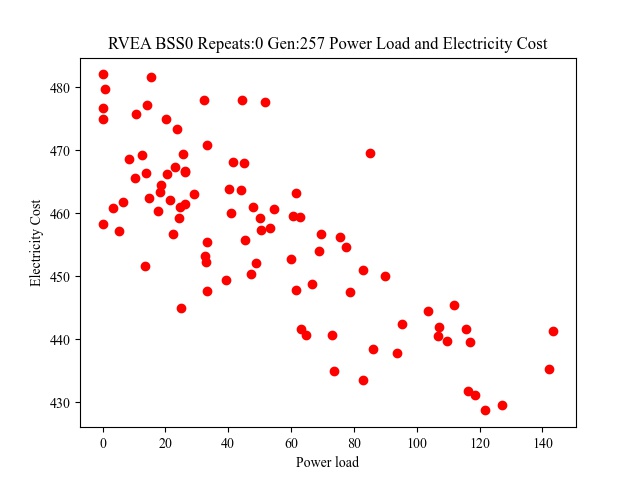 RVEA BSS0 Repeats:0 Gen:257 Power Load and Electricity Cost
480
470
460
450
440
430
Electricity Cost
0 20 40 60 80 100 120 140
Power load